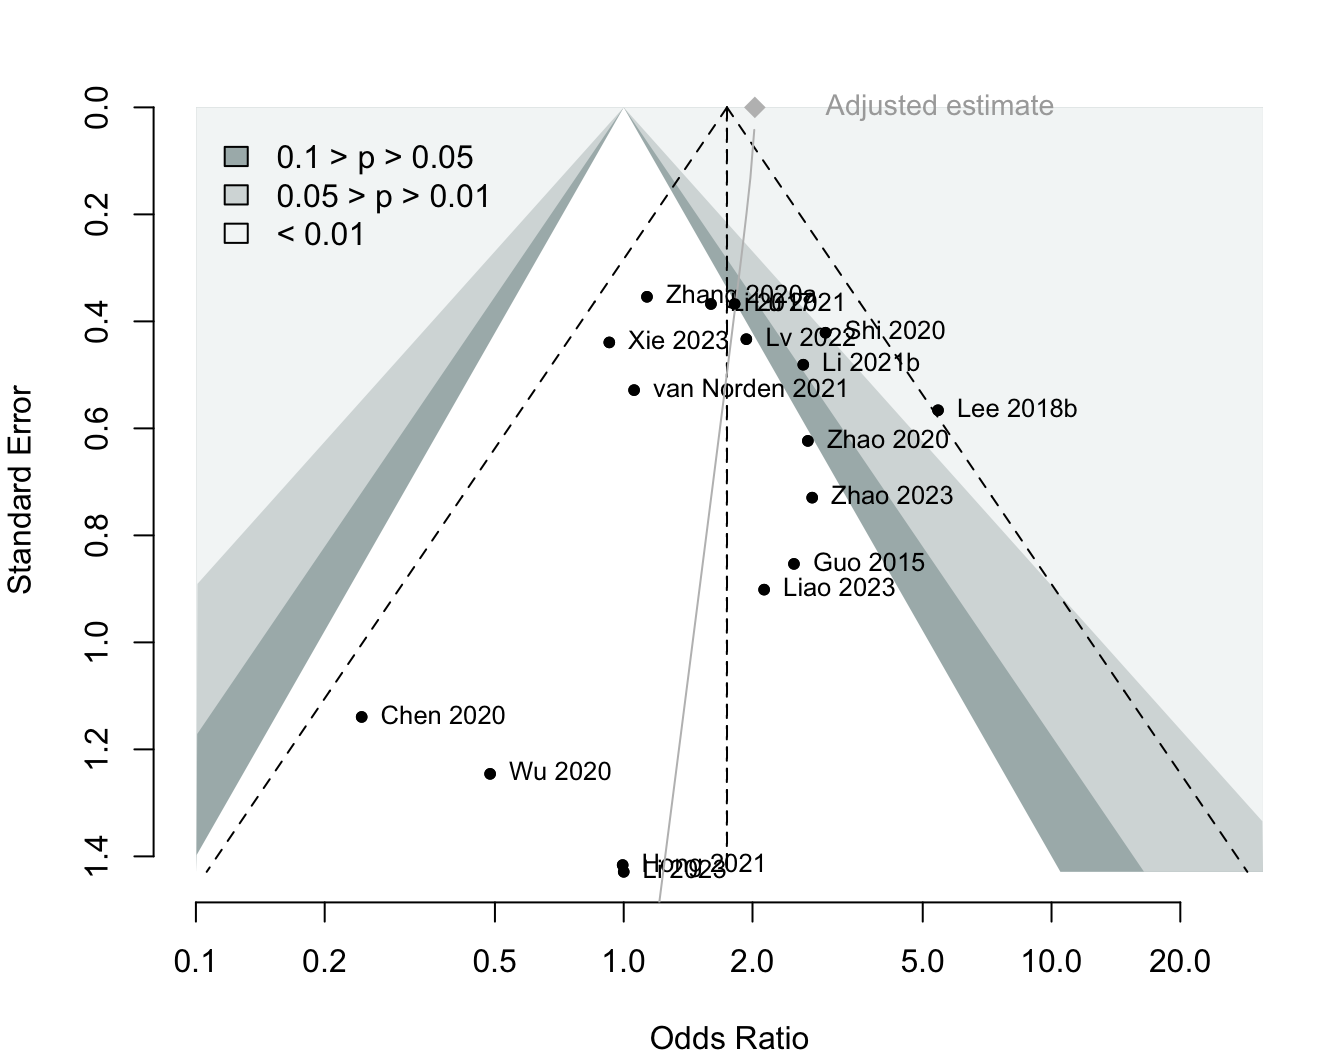 Adjusted estimate
0.1 > p > 0.05
0.05 > p > 0.01
< 0.01
Zhang 2020a
2021
Shi 2020
Xie 2023
Lv 2022
Li 2021b
van Norden 2021
Lee 2018b
Zhao 2020
Zhao 2023
Guo 2015
Liao 2023
Chen 2020
Wu 2020
Hong 2021
Li 2023
Standard Error
0.0
0.2
0.4
0.6
0.8
1.0
1.2
1.4
0.1 0.2 0.5 1.0 2.0 5.0 10.0 20.0
Odds Ratio